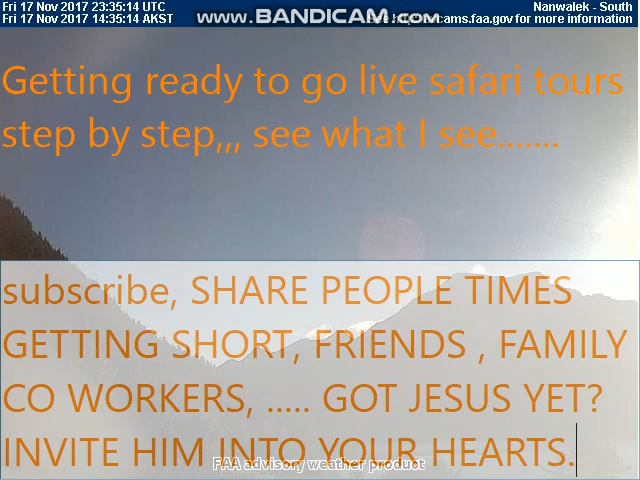 Fri 17 Nov 2017 23:35:14 UTC
www.BANDICAM.com
Nanwalek - South
Fri 17 Nov 2017 14:35:14 AKST
cams.faa.gov for more information
Getting ready to go live safari tours
step by step,,, see what I see.......
subscribe, SHARE PEOPLE TIMES
GETTING SHORT, FRIENDS , FAMILY
CO WORKERS, ..... GOT JESUS YET?
INVITE HIM INTO YOUR HEARTS.
FAA advisory weather product